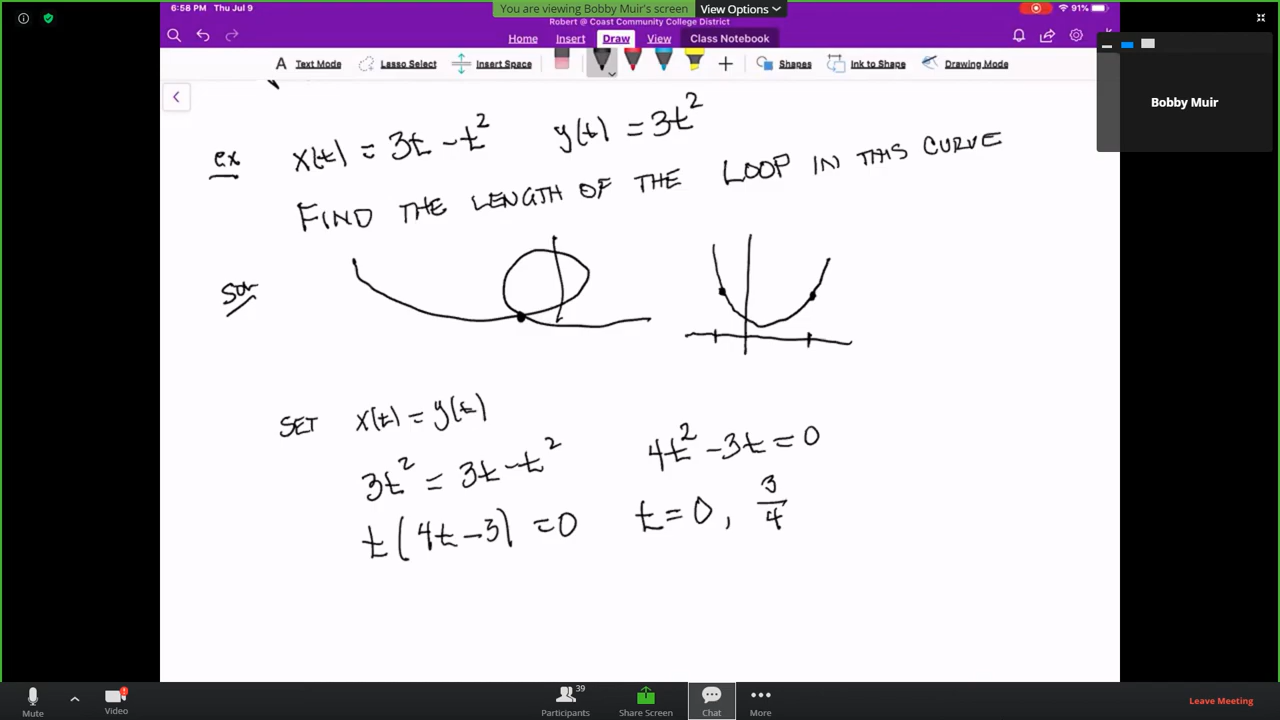 6:58 PM Thu Jul 9
You are viewing Bobby Muir's screen View Options
91%
Robert @ Coast Community College District
Home Insert Draw View Class Notebook
Text Mode Lasso Select Insert Space Shapes Ink to Shape Drawing Mode
Bobby Muir
ex x(t) = 3t - t² y(t) = 3t²
FIND THE LENGTH OF THE LOOP IN THIS CURVE
Soln
SET x(t) = y(t)
3t² = 3t - t² 4t² - 3t = 0
t(4t - 3) = 0 t = 0, 3/4
Mute Video Participants 39 Share Screen Chat More Leave Meeting